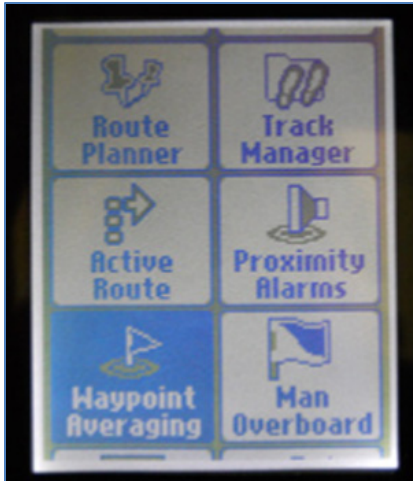 Route
Planner
Track
Manager
Active
Route
Proximity
Alarms
Waypoint
Averaging
Man
Overboard